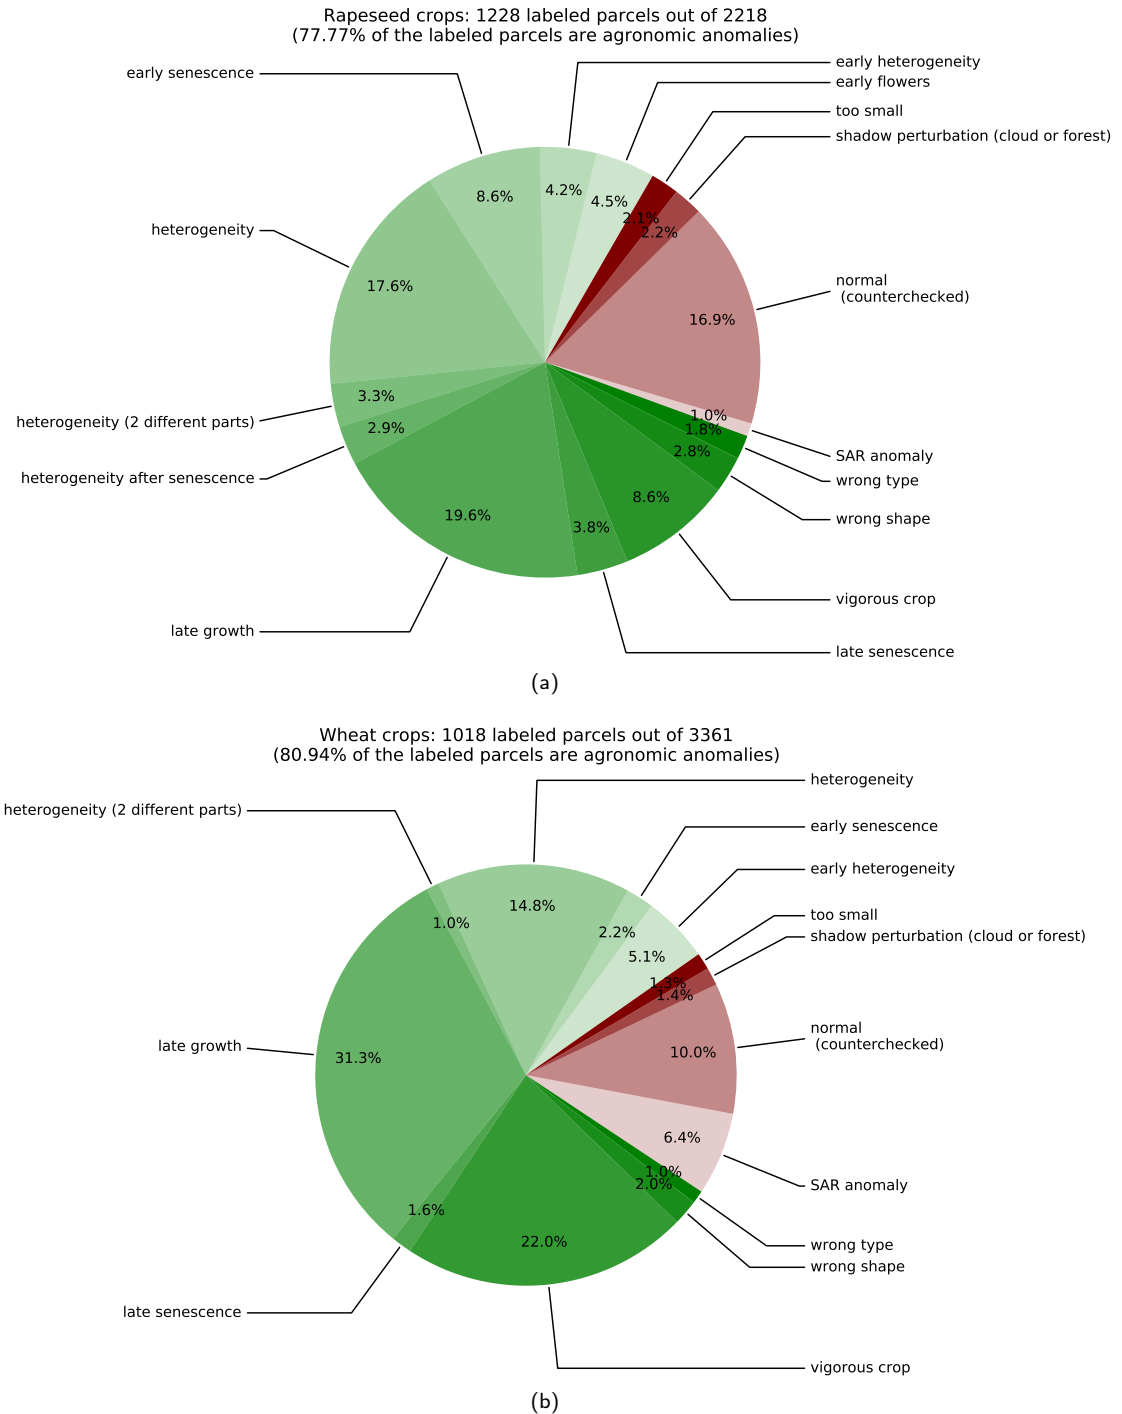 Rapeseed crops: 1228 labeled parcels out of 2218
(77.77% of the labeled parcels are agronomic anomalies)
early heterogeneity
early senescence
early flowers
too small
shadow perturbation (cloud or forest)
4.2%
8.6%
4.5%
2.1%
heterogeneity
2.2%
normal
17.6%
(counterchecked)
16.9%
3.3%
1.0%
heterogeneity (2 different parts)
2.9%
1.8%
2.8%
SAR anomaly
heterogeneity after senescence
wrong type
8.6%
19.6%
wrong shape
3.8%
vigorous crop
late growth
late senescence
(a)
Wheat crops: 1018 labeled parcels out of 3361
(80.94% of the labeled parcels are agronomic anomalies)
heterogeneity
heterogeneity (2 different parts)
early senescence
early heterogeneity
14.8%
too small
1.0%
2.2%
shadow perturbation (cloud or forest)
5.1%
1.3%
1.4%
normal
(counterchecked)
late growth
10.0%
31.3%
6.4%
1.0%
2.0%
SAR anomaly
1.6%
22.0%
wrong type
wrong shape
late senescence
vigorous crop
(b)